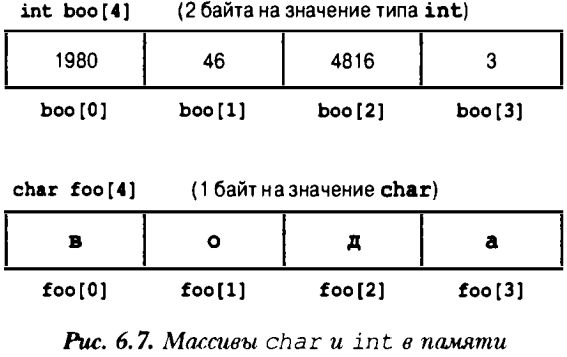 int boo[4] (2 байта на значение типа int)
1980 46 4816 3
boo[0] boo[1] boo[2] boo[3]
char foo[4] (1 байт на значение char)
в о д а
foo[0] foo[1] foo[2] foo[3]
Рис. 6.7. Массивы char и int в памяти